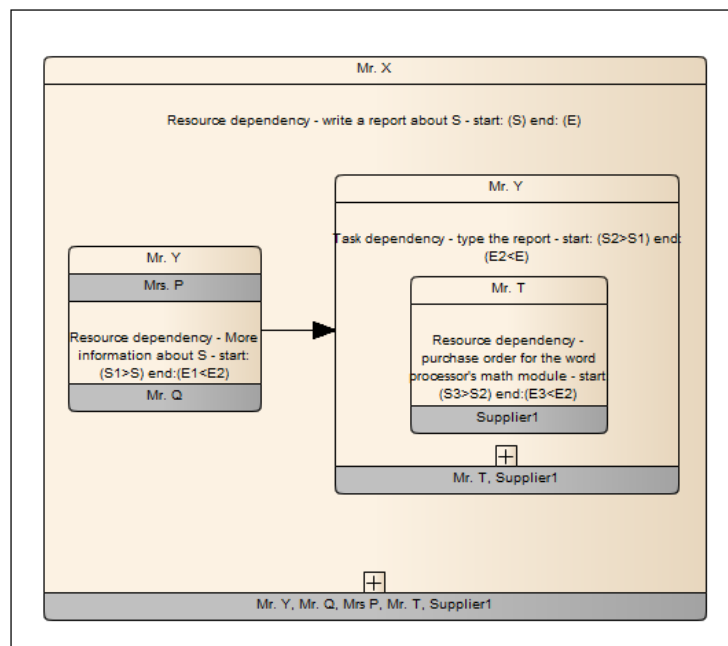 Mr. X
Resource dependency - write a report about S - start: (S) end: (E)
Mr. Y
Mrs. P
Resource dependency - More
information about S - start:
(S1>S) end:(E1<E2)
Mr. Q
Mr. Y
Task dependency - type the report - start: (S2>S1) end:
(E2<E)
Mr. T
Resource dependency -
purchase order for the word
processor's math module - start
(S3>S2) end:(E3<E2)
Supplier1
Mr. T, Supplier1
Mr. Y, Mr. Q, Mrs P, Mr. T, Supplier1